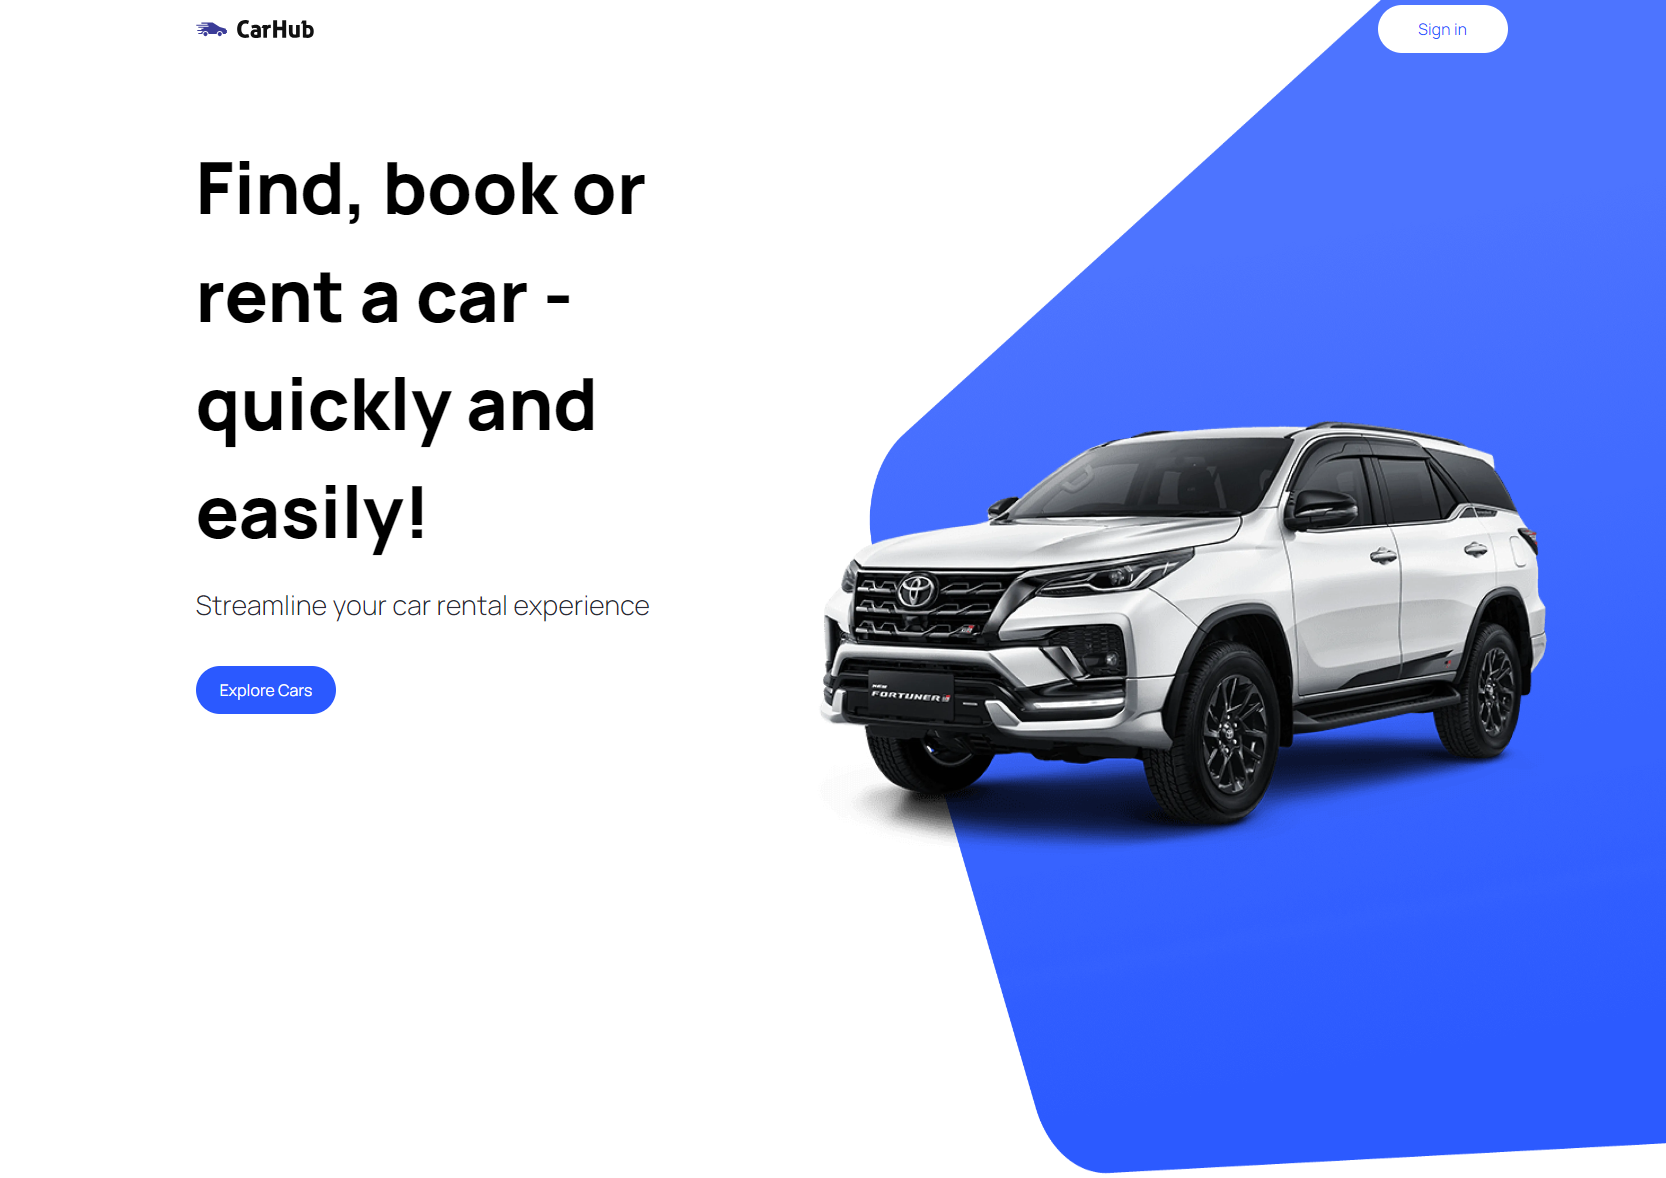 CarHub
Sign in
Find, book or
rent a car -
quickly and
easily!
Streamline your car rental experience
Explore Cars
NEW
FORTUNER GR